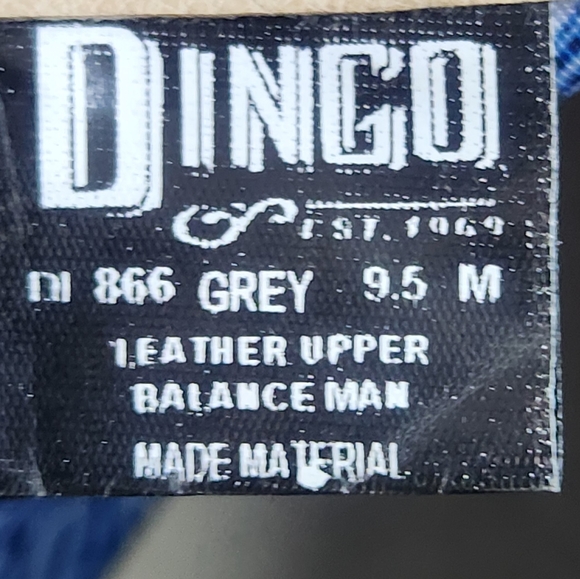 DINGO
EST. 1969
DI 866 GREY 9.5 M
LEATHER UPPER
BALANCE MAN
MADE MATERIAL